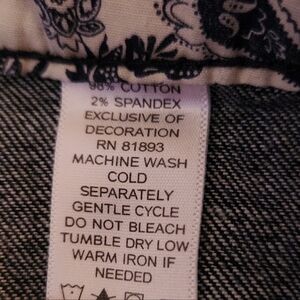 98% COTTON
2% SPANDEX
EXCLUSIVE OF
DECORATION
RN 81893
MACHINE WASH
COLD
SEPARATELY
GENTLE CYCLE
DO NOT BLEACH
TUMBLE DRY LOW
WARM IRON IF
NEEDED